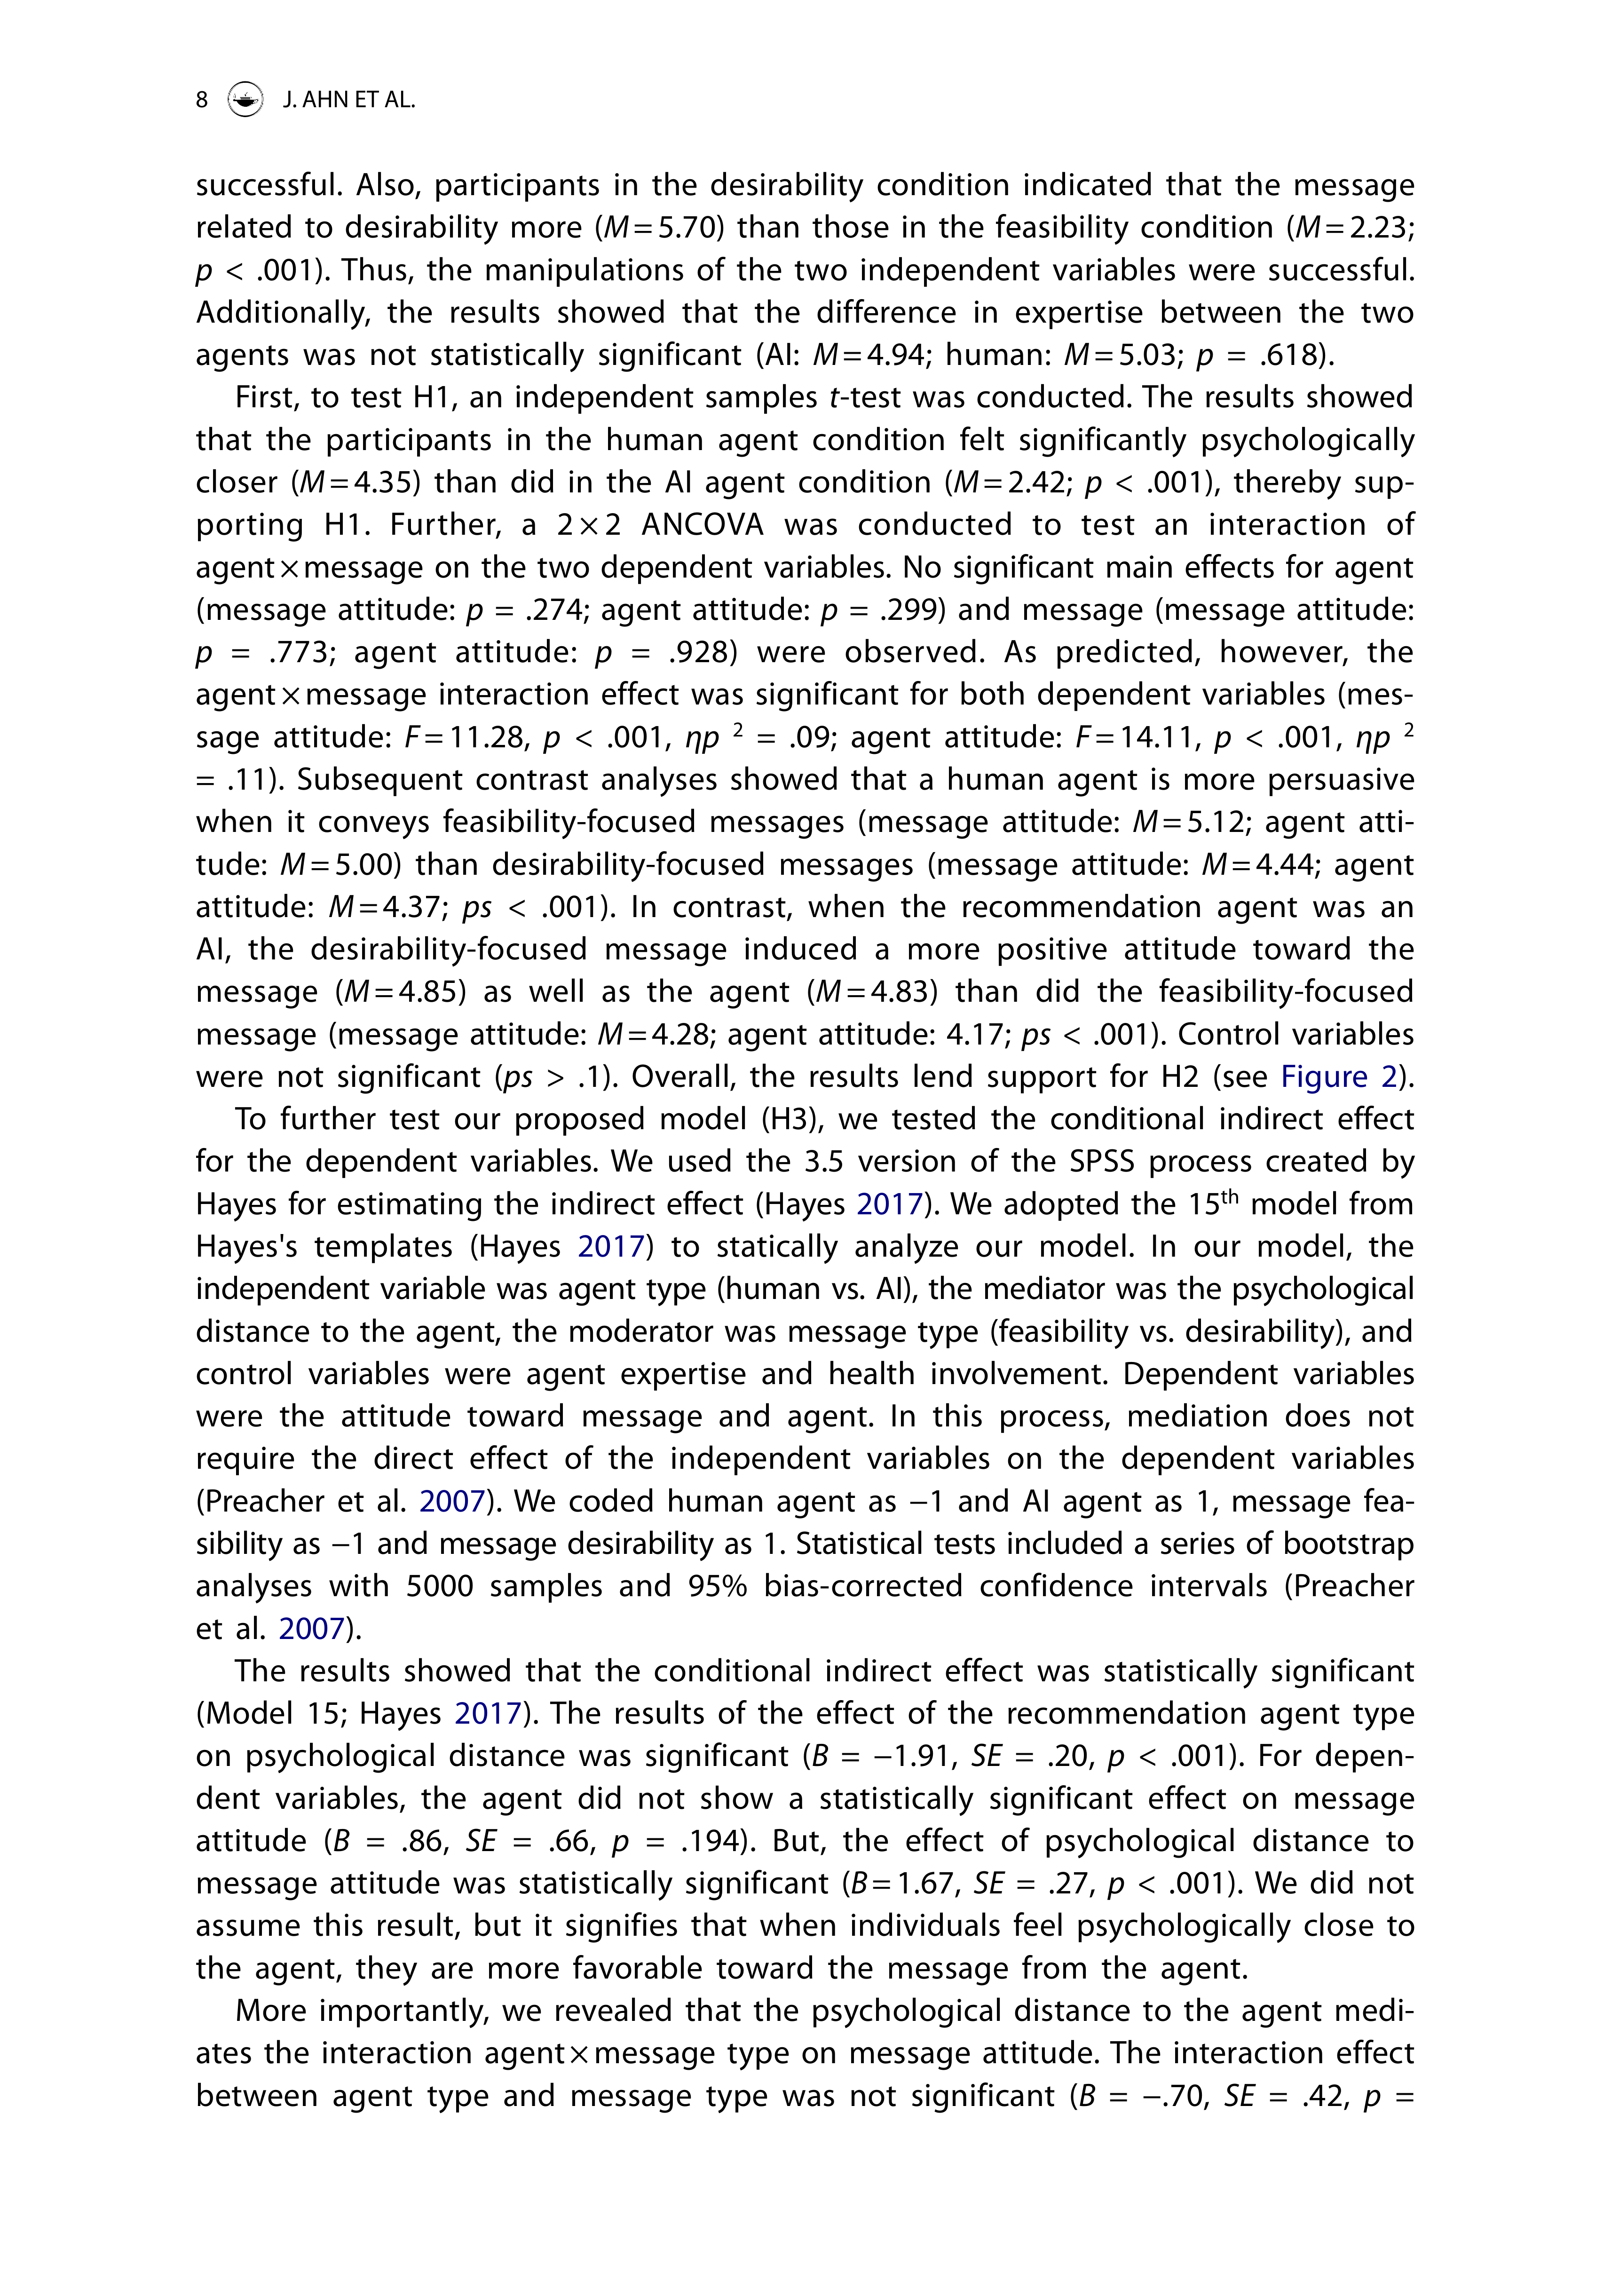 8 J. AHN ET AL.
successful. Also, participants in the desirability condition indicated that the message
related to desirability more (M = 5.70) than those in the feasibility condition (M = 2.23;
p < .001). Thus, the manipulations of the two independent variables were successful.
Additionally, the results showed that the difference in expertise between the two
agents was not statistically significant (AI: M = 4.94; human: M = 5.03; p = .618).
First, to test H1, an independent samples t-test was conducted. The results showed
that the participants in the human agent condition felt significantly psychologically
closer (M = 4.35) than did in the AI agent condition (M = 2.42; p < .001), thereby sup-
porting H1. Further, a 2 × 2 ANCOVA was conducted to test an interaction of
agent × message on the two dependent variables. No significant main effects for agent
(message attitude: p = .274; agent attitude: p = .299) and message (message attitude:
p = .773; agent attitude: p = .928) were observed. As predicted, however, the
agent × message interaction effect was significant for both dependent variables (mes-
sage attitude: F = 11.28, p < .001, ηp ² = .09; agent attitude: F = 14.11, p < .001, ηp ²
= .11). Subsequent contrast analyses showed that a human agent is more persuasive
when it conveys feasibility-focused messages (message attitude: M = 5.12; agent atti-
tude: M = 5.00) than desirability-focused messages (message attitude: M = 4.44; agent
attitude: M = 4.37; ps < .001). In contrast, when the recommendation agent was an
AI, the desirability-focused message induced a more positive attitude toward the
message (M = 4.85) as well as the agent (M = 4.83) than did the feasibility-focused
message (message attitude: M = 4.28; agent attitude: 4.17; ps < .001). Control variables
were not significant (ps > .1). Overall, the results lend support for H2 (see Figure 2).
To further test our proposed model (H3), we tested the conditional indirect effect
for the dependent variables. We used the 3.5 version of the SPSS process created by
Hayes for estimating the indirect effect (Hayes 2017). We adopted the 15th model from
Hayes's templates (Hayes 2017) to statically analyze our model. In our model, the
independent variable was agent type (human vs. AI), the mediator was the psychological
distance to the agent, the moderator was message type (feasibility vs. desirability), and
control variables were agent expertise and health involvement. Dependent variables
were the attitude toward message and agent. In this process, mediation does not
require the direct effect of the independent variables on the dependent variables
(Preacher et al. 2007). We coded human agent as −1 and AI agent as 1, message fea-
sibility as −1 and message desirability as 1. Statistical tests included a series of bootstrap
analyses with 5000 samples and 95% bias-corrected confidence intervals (Preacher
et al. 2007).
The results showed that the conditional indirect effect was statistically significant
(Model 15; Hayes 2017). The results of the effect of the recommendation agent type
on psychological distance was significant (B = −1.91, SE = .20, p < .001). For depen-
dent variables, the agent did not show a statistically significant effect on message
attitude (B = .86, SE = .66, p = .194). But, the effect of psychological distance to
message attitude was statistically significant (B = 1.67, SE = .27, p < .001). We did not
assume this result, but it signifies that when individuals feel psychologically close to
the agent, they are more favorable toward the message from the agent.
More importantly, we revealed that the psychological distance to the agent medi-
ates the interaction agent × message type on message attitude. The interaction effect
between agent type and message type was not significant (B = −.70, SE = .42, p =